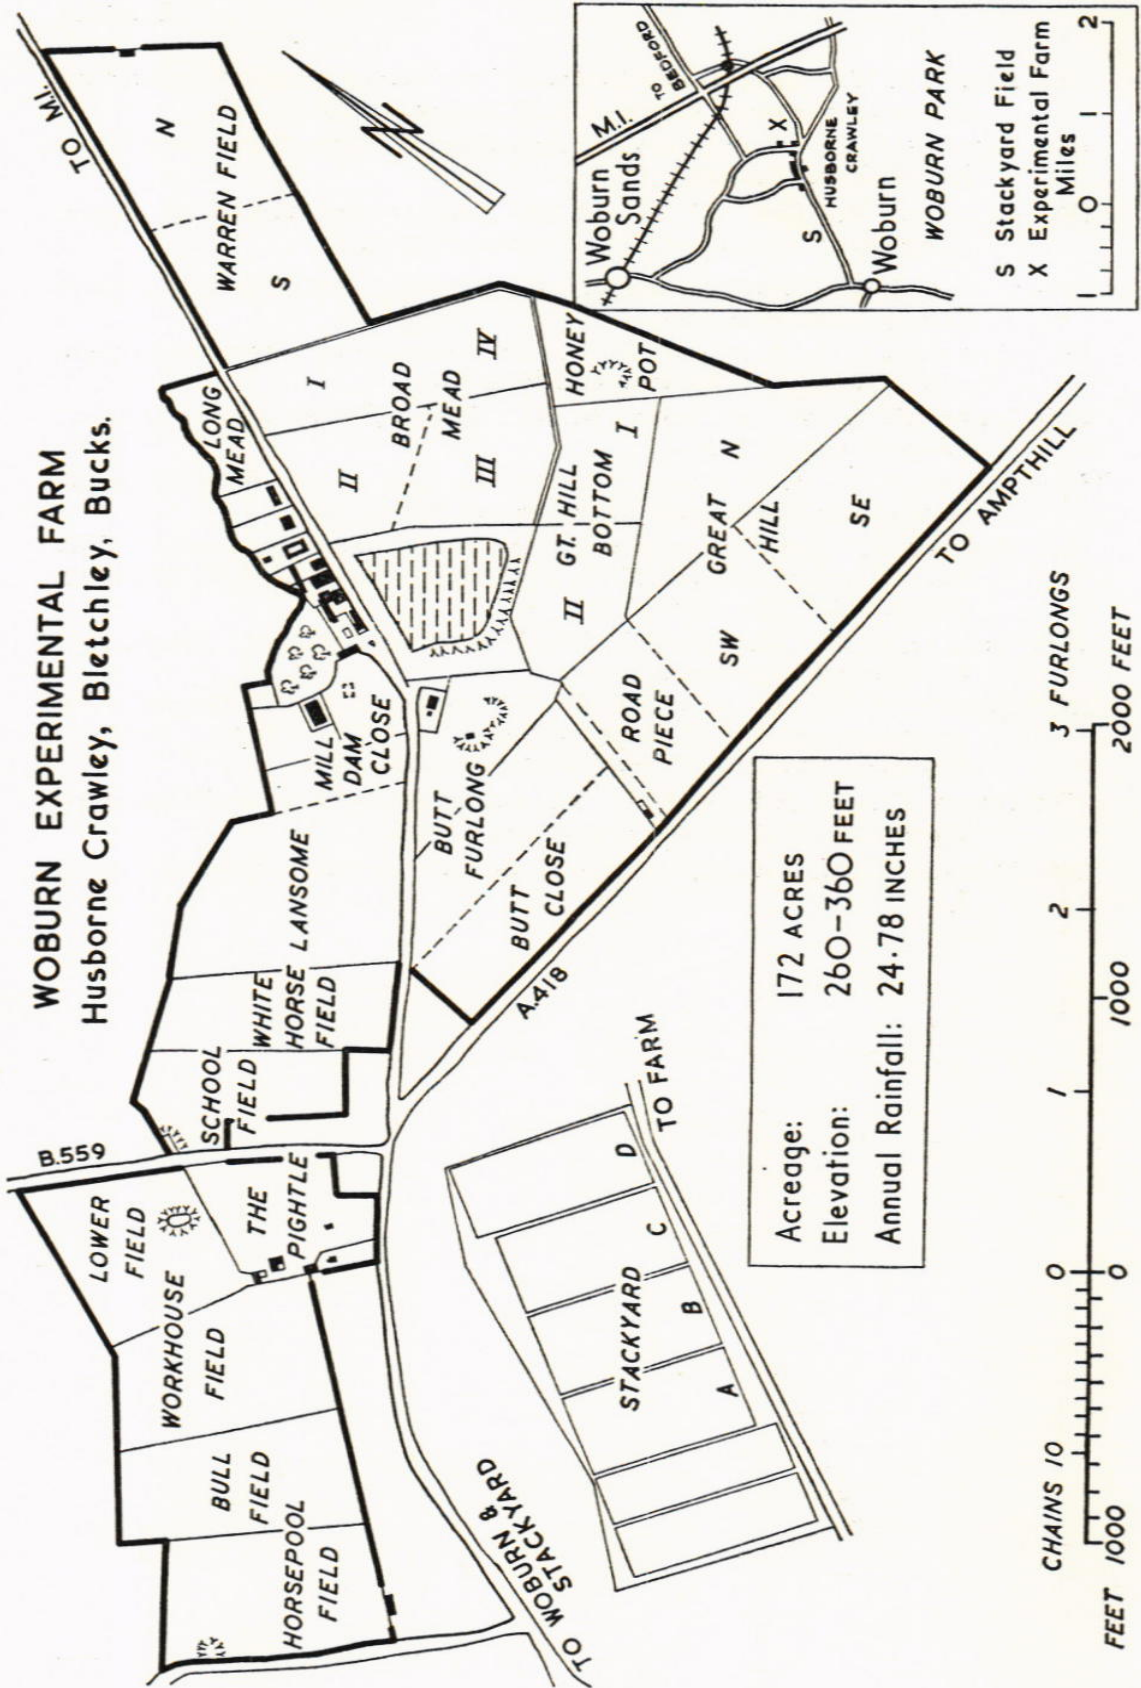 WOBURN EXPERIMENTAL FARM
Husborne Crawley, Bletchley, Bucks.
B.559
TO M.I.
LOWER
FIELD
WORKHOUSE
FIELD
BULL
FIELD
HORSEPOOL
FIELD
THE
PIGHTLE
SCHOOL
FIELD
WHITE
HORSE
FIELD
LANSOME
MILL
DAM
CLOSE
LONG
MEAD
WARREN FIELD
N
S
BROAD
MEAD
I
II
III
IV
HONEY
POT
GT. HILL
BOTTOM
I
II
GREAT
HILL
N
SW
SE
ROAD
PIECE
BUTT
FURLONG
BUTT
CLOSE
A.418
TO AMPTHILL
TO WOBURN &
STACKYARD
STACKYARD
A
B
C
D
TO FARM
Acreage: 172 ACRES
Elevation: 260-360 FEET
Annual Rainfall: 24.78 INCHES
CHAINS 10 0 1 2 3 FURLONGS
FEET 1000 0 1000 2000 FEET
Woburn
Sands
M.I.
TO
BEDFORD
X
HUSBORNE
CRAWLEY
S
Woburn
WOBURN PARK
S Stackyard Field
X Experimental Farm
Miles
1 0 1 2